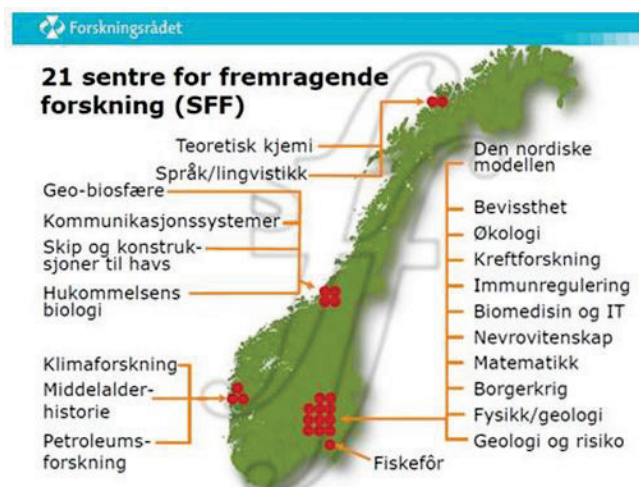 Forskningsrådet
21 sentre for fremragende
forskning (SFF)
Teoretisk kjemi
Språk/lingvistikk
Geo-biosfære
Kommunikasjonssystemer
Skip og konstruk-
sjoner til havs
Hukommelsens
biologi
Klimaforskning
Middelalder-
historie
Petroleums-
forskning
Den nordiske
modellen
Bevissthet
Økologi
Kreftforskning
Immunregulering
Biomedisin og IT
Nevrovitenskap
Matematikk
Borgerkrig
Fysikk/geologi
Geologi og risiko
Fiskefôr